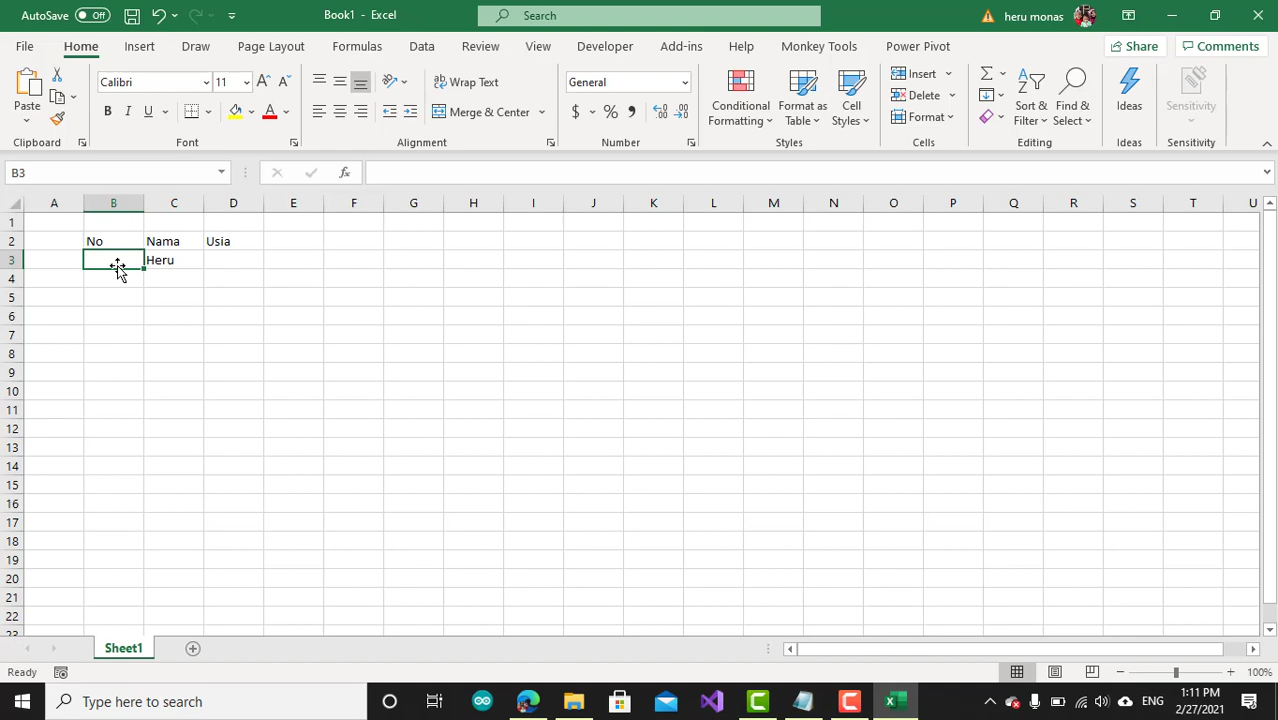 AutoSave Off Book1 - Excel Search heru monas
File Home Insert Draw Page Layout Formulas Data Review View Developer Add-ins Help Monkey Tools Power Pivot Share Comments
Paste
Calibri 11
B I U A
Wrap Text
Merge & Center
General
$ %
Conditional Formatting
Format as Table
Cell Styles
Insert
Delete
Format
Sort & Filter
Find & Select
Ideas
Sensitivity
Clipboard Font Alignment Number Styles Cells Editing Ideas Sensitivity
B3 fx
A B C D E F G H I J K L M N O P Q R S T U
1
2 No Nama Usia
3 Heru
4
5
6
7
8
9
10
11
12
13
14
15
16
17
18
19
20
21
22
23
Sheet1
Ready 100%
Type here to search ENG 1:11 PM
2/27/2021